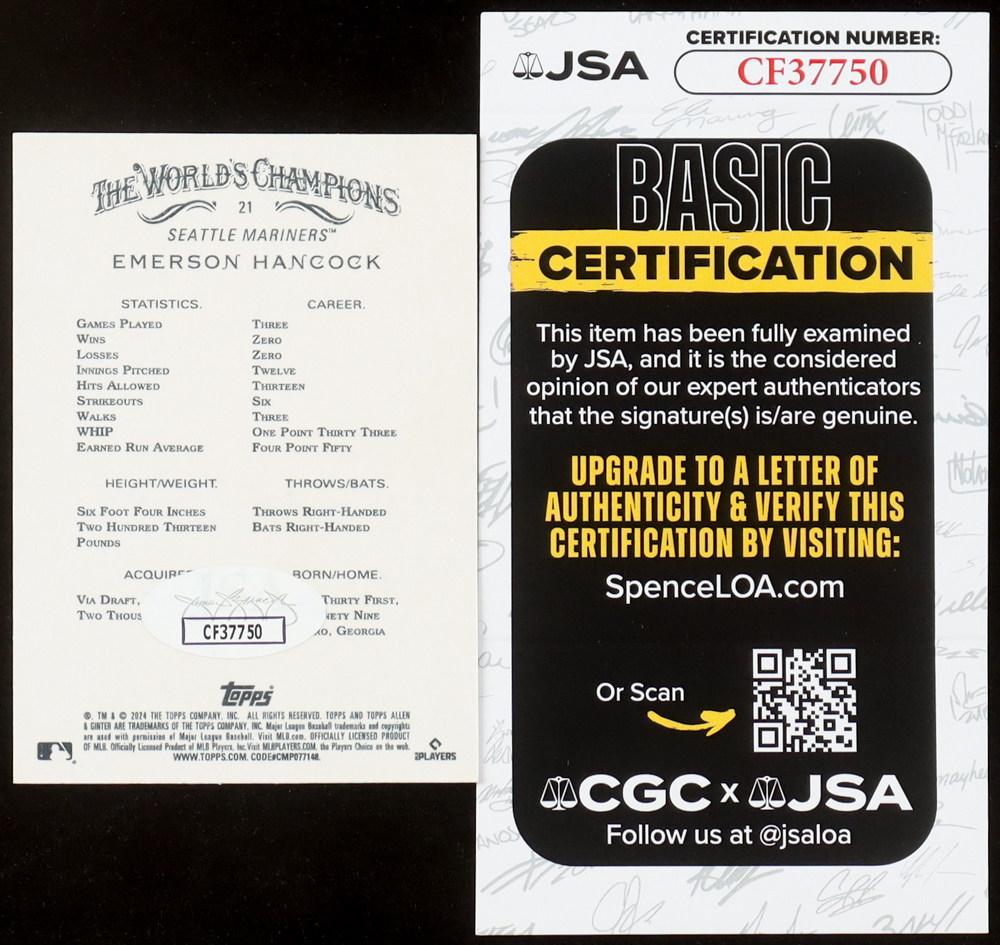 THE WORLD'S CHAMPIONS
21
SEATTLE MARINERS™
EMERSON HANCOCK
STATISTICS. CAREER.
GAMES PLAYED THREE
WINS ZERO
LOSSES ZERO
INNINGS PITCHED TWELVE
HITS ALLOWED THIRTEEN
STRIKEOUTS SIX
WALKS THREE
WHIP ONE POINT THIRTY THREE
EARNED RUN AVERAGE FOUR POINT FIFTY
HEIGHT/WEIGHT. THROWS/BATS.
SIX FOOT FOUR INCHES THROWS RIGHT-HANDED
TWO HUNDRED THIRTEEN BATS RIGHT-HANDED
POUNDS
ACQUIRE BORN/HOME.
VIA DRAFT, THIRTY FIRST,
TWO THOUS NETY NINE
RO, GEORGIA
JSA
CF37750
Topps
®, TM & © 2024 THE TOPPS COMPANY, INC. ALL RIGHTS RESERVED. TOPPS AND TOPPS ALLEN
& GINTER ARE TRADEMARKS OF THE TOPPS COMPANY, INC. Major League Baseball trademarks and copyrights
are used with permission of Major League Baseball. Visit MLB.com. OFFICIALLY LICENSED PRODUCT
OF MLB. Officially Licensed Product of MLB Players, Inc. Visit MLBPLAYERS.COM, the Players Choice on the web.
WWW.TOPPS.COM. CODE#CMP077148.
PLAYERS
JSA
CERTIFICATION NUMBER:
CF37750
BASIC
CERTIFICATION
This item has been fully examined
by JSA, and it is the considered
opinion of our expert authenticators
that the signature(s) is/are genuine.
UPGRADE TO A LETTER OF
AUTHENTICITY & VERIFY THIS
CERTIFICATION BY VISITING:
SpenceLOA.com
Or Scan
CGC x JSA
Follow us at @jsaloa